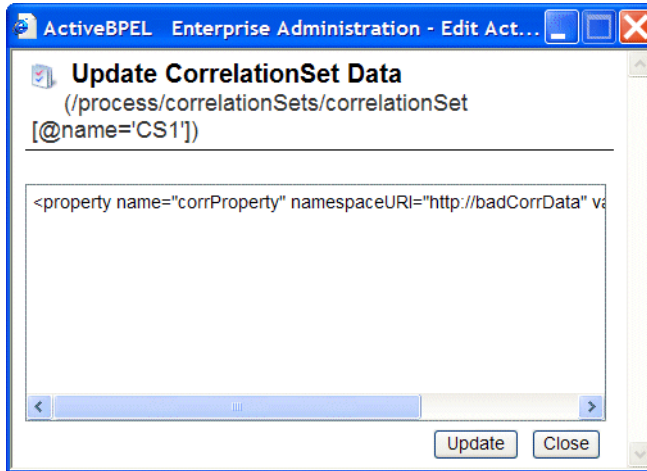 ActiveBPEL Enterprise Administration - Edit Act...
Update CorrelationSet Data
(/process/correlationSets/correlationSet
[@name='CS1'])
<property name="corrProperty" namespaceURI="http://badCorrData" va
Update Close